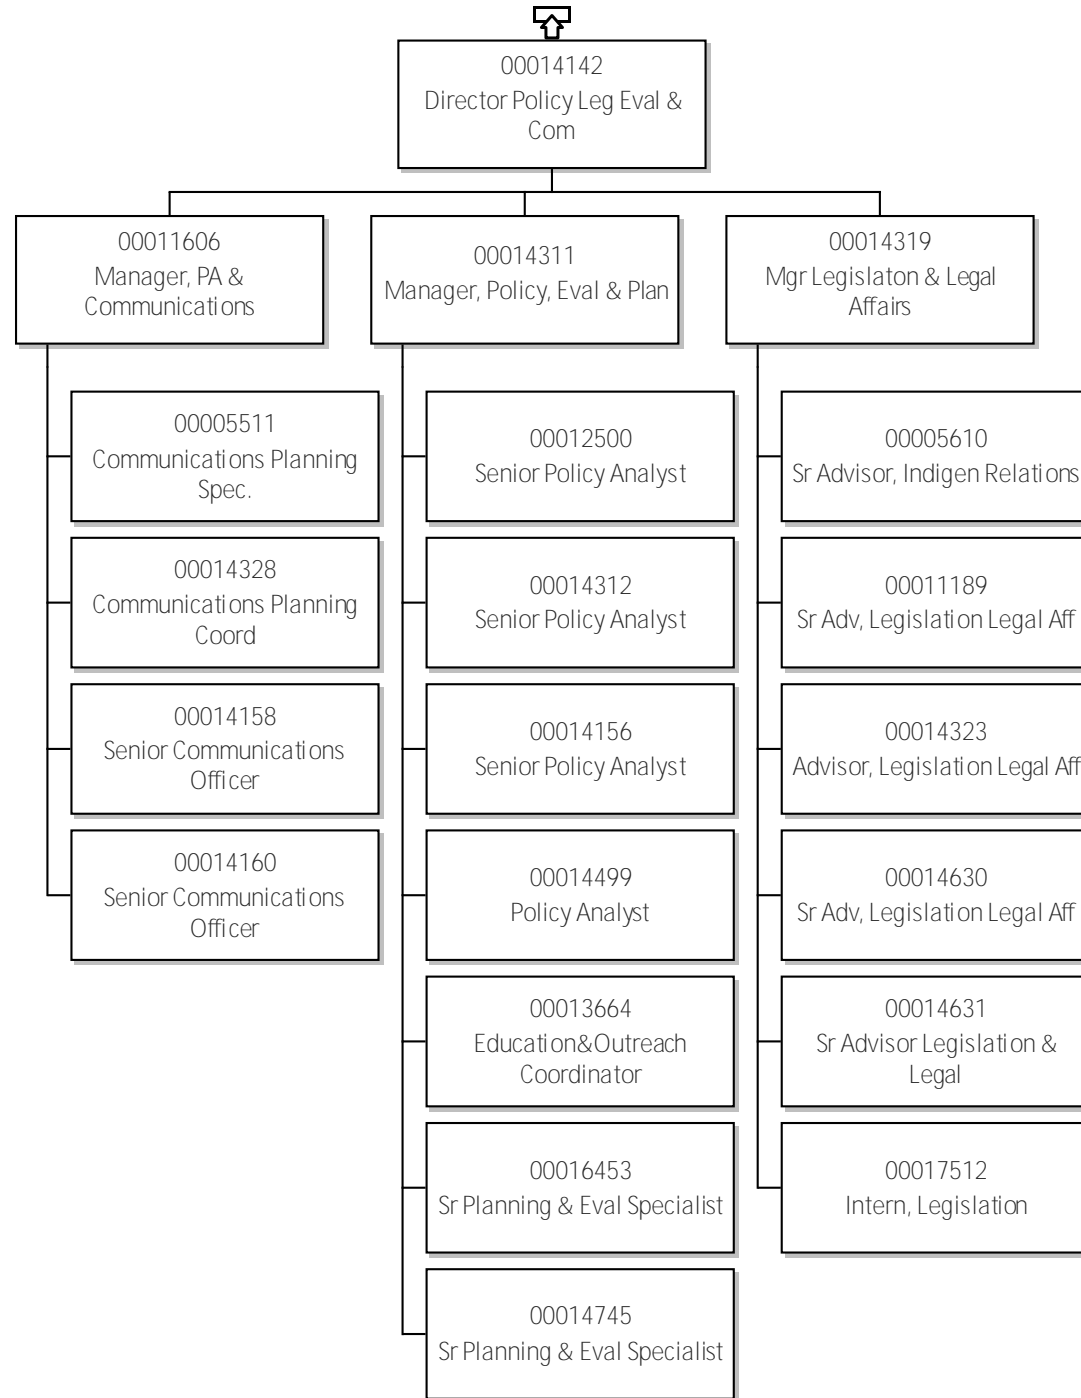 00014142
Director Policy Leg Eval &
Com
00011606
Manager, PA &
Communications
00014311
Manager, Policy, Eval & Plan
00014319
Mgr Legislaton & Legal
Affairs
00005511
Communications Planning
Spec.
00014328
Communications Planning
Coord
00014158
Senior Communications
Officer
00014160
Senior Communications
Officer
00012500
Senior Policy Analyst
00014312
Senior Policy Analyst
00014156
Senior Policy Analyst
00014499
Policy Analyst
00013664
Education&Outreach
Coordinator
00016453
Sr Planning & Eval Specialist
00014745
Sr Planning & Eval Specialist
00005610
Sr Advisor, Indigen Relations
00011189
Sr Adv, Legislation Legal Aff
00014323
Advisor, Legislation Legal Aff
00014630
Sr Adv, Legislation Legal Aff
00014631
Sr Advisor Legislation &
Legal
00017512
Intern, Legislation